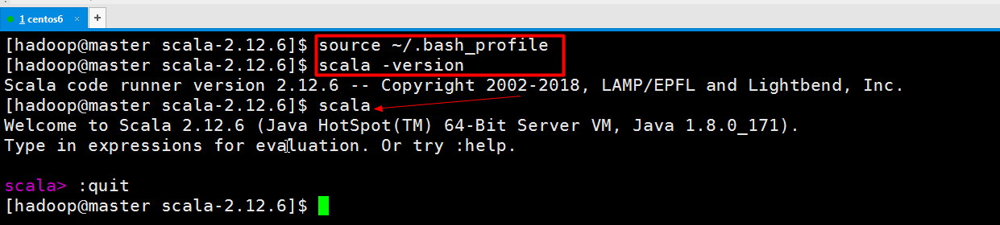 1 centos6 × +
[hadoop@master scala-2.12.6]$ source ~/.bash_profile
[hadoop@master scala-2.12.6]$ scala -version
Scala code runner version 2.12.6 -- Copyright 2002-2018, LAMP/EPFL and Lightbend, Inc.
[hadoop@master scala-2.12.6]$ scala
Welcome to Scala 2.12.6 (Java HotSpot(TM) 64-Bit Server VM, Java 1.8.0_171).
Type in expressions for evaluation. Or try :help.
scala> :quit
[hadoop@master scala-2.12.6]$